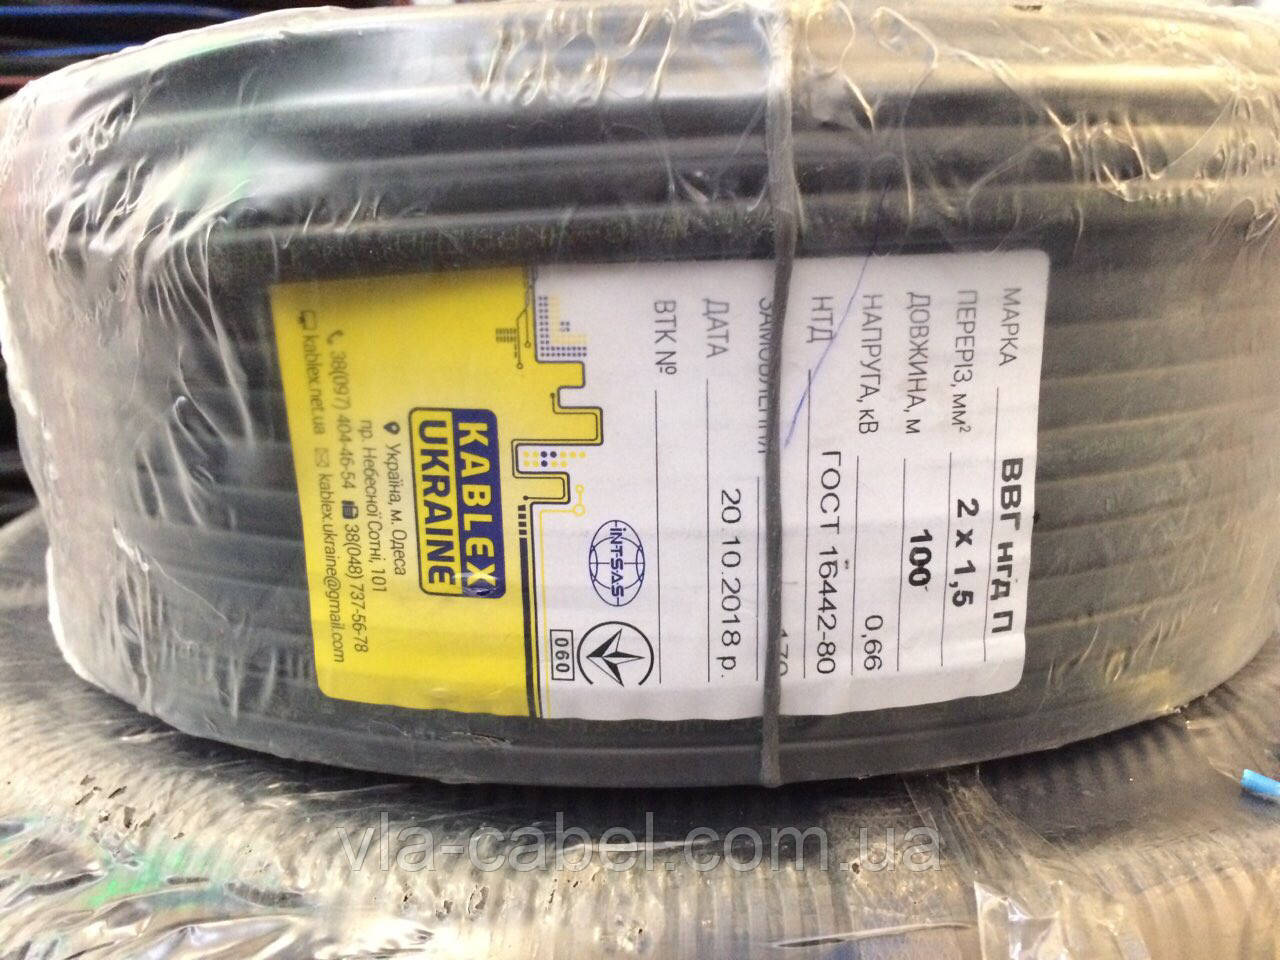 МАРКА ВВГ нгд П
ПЕРЕРІЗ, мм² 2 x 1,5
ДОВЖИНА, м 100
НАПРУГА, кВ 0,66
НТД ГОСТ 16442-80
ЗАМОВЛЕННЯ 170
ДАТА 20.10.2018 р.
ВТК №
INTSAS
060
KABLEX
UKRAINE
Україна, м. Одеса
пр. Небесної Сотні, 101
38(097) 404-46-54 38(048) 737-56-78
kablex.net.ua kablex.ukraine@gmail.com
vla-cabel.com.ua